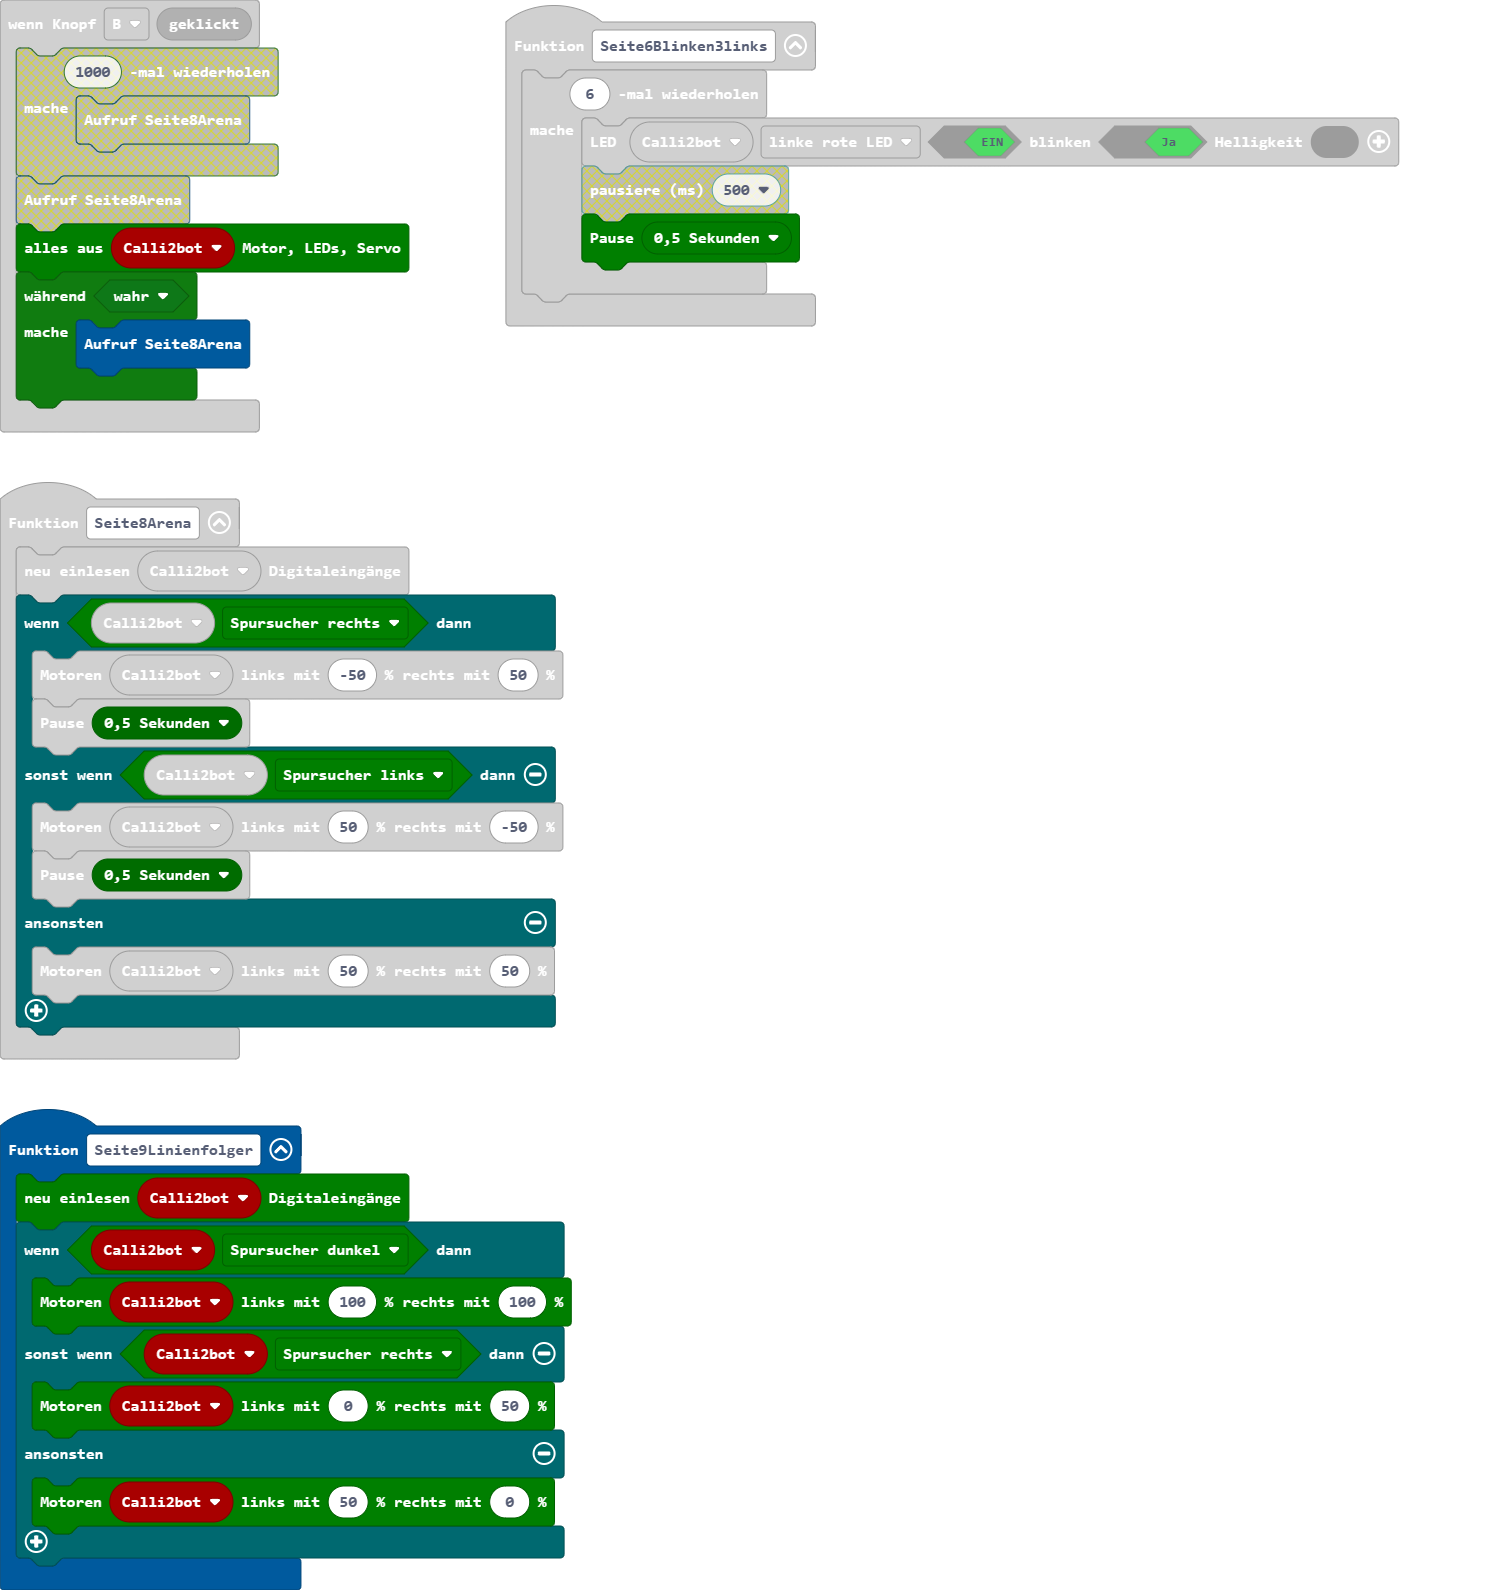 wenn Knopf B geklickt
1000 -mal wiederholen
mache
Aufruf Seite8Arena
Aufruf Seite8Arena
alles aus Calli2bot Motor, LEDs, Servo
während wahr
mache
Aufruf Seite8Arena
Funktion Seite6Blinken3links
6 -mal wiederholen
mache
LED Calli2bot linke rote LED EIN blinken Ja Helligkeit
pausiere (ms) 500
Pause 0,5 Sekunden
Funktion Seite8Arena
neu einlesen Calli2bot Digitaleingänge
wenn Calli2bot Spursucher rechts dann
Motoren Calli2bot links mit -50 % rechts mit 50 %
Pause 0,5 Sekunden
sonst wenn Calli2bot Spursucher links dann
Motoren Calli2bot links mit 50 % rechts mit -50 %
Pause 0,5 Sekunden
ansonsten
Motoren Calli2bot links mit 50 % rechts mit 50 %
Funktion Seite9Linienfolger
neu einlesen Calli2bot Digitaleingänge
wenn Calli2bot Spursucher dunkel dann
Motoren Calli2bot links mit 100 % rechts mit 100 %
sonst wenn Calli2bot Spursucher rechts dann
Motoren Calli2bot links mit 0 % rechts mit 50 %
ansonsten
Motoren Calli2bot links mit 50 % rechts mit 0 %